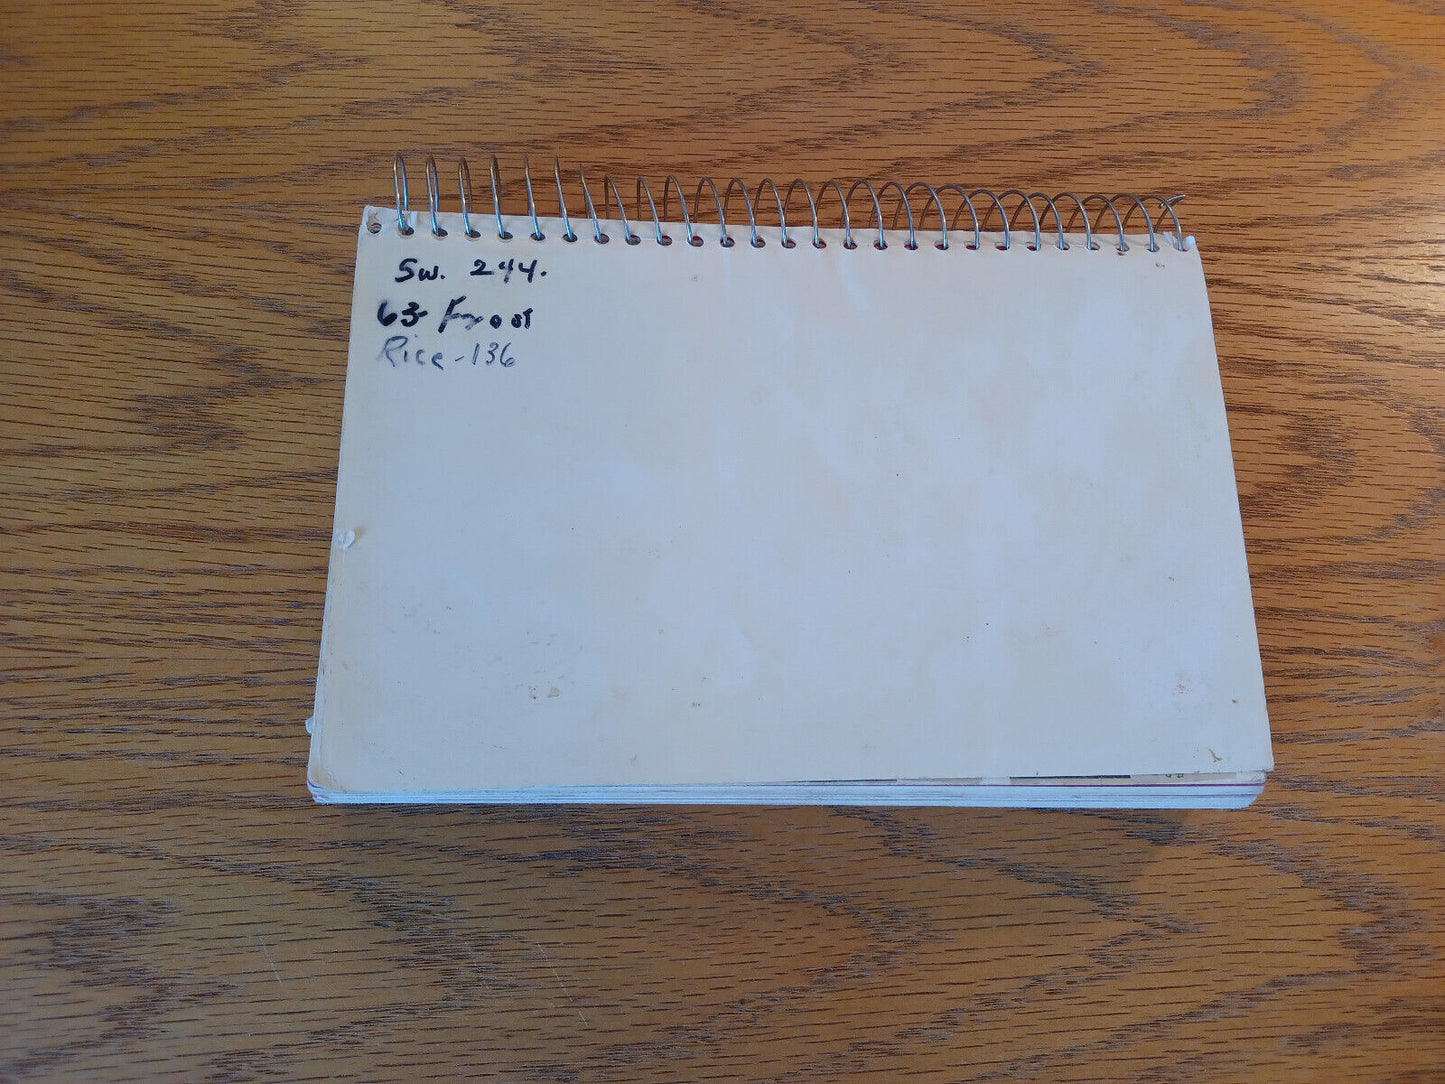 Sw. 244.
63 Frost
Rice - 136